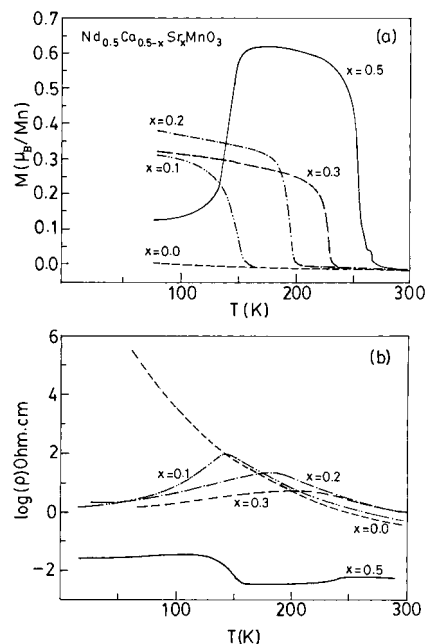 0.7
Nd₀.₅Ca₀.₅₋ₓSrₓMnO₃
(a)
0.6
x=0.5
0.5
M(μB/Mn)
0.4
x=0.2
0.3
x=0.1
x=0.3
0.2
0.1
x=0.0
0.0
100 200 300
T(K)
6
(b)
4
log(ρ)Ohm.cm
2
x=0.1
x=0.2
0
x=0.3
x=0.0
-2
x=0.5
100 200 300
T(K)